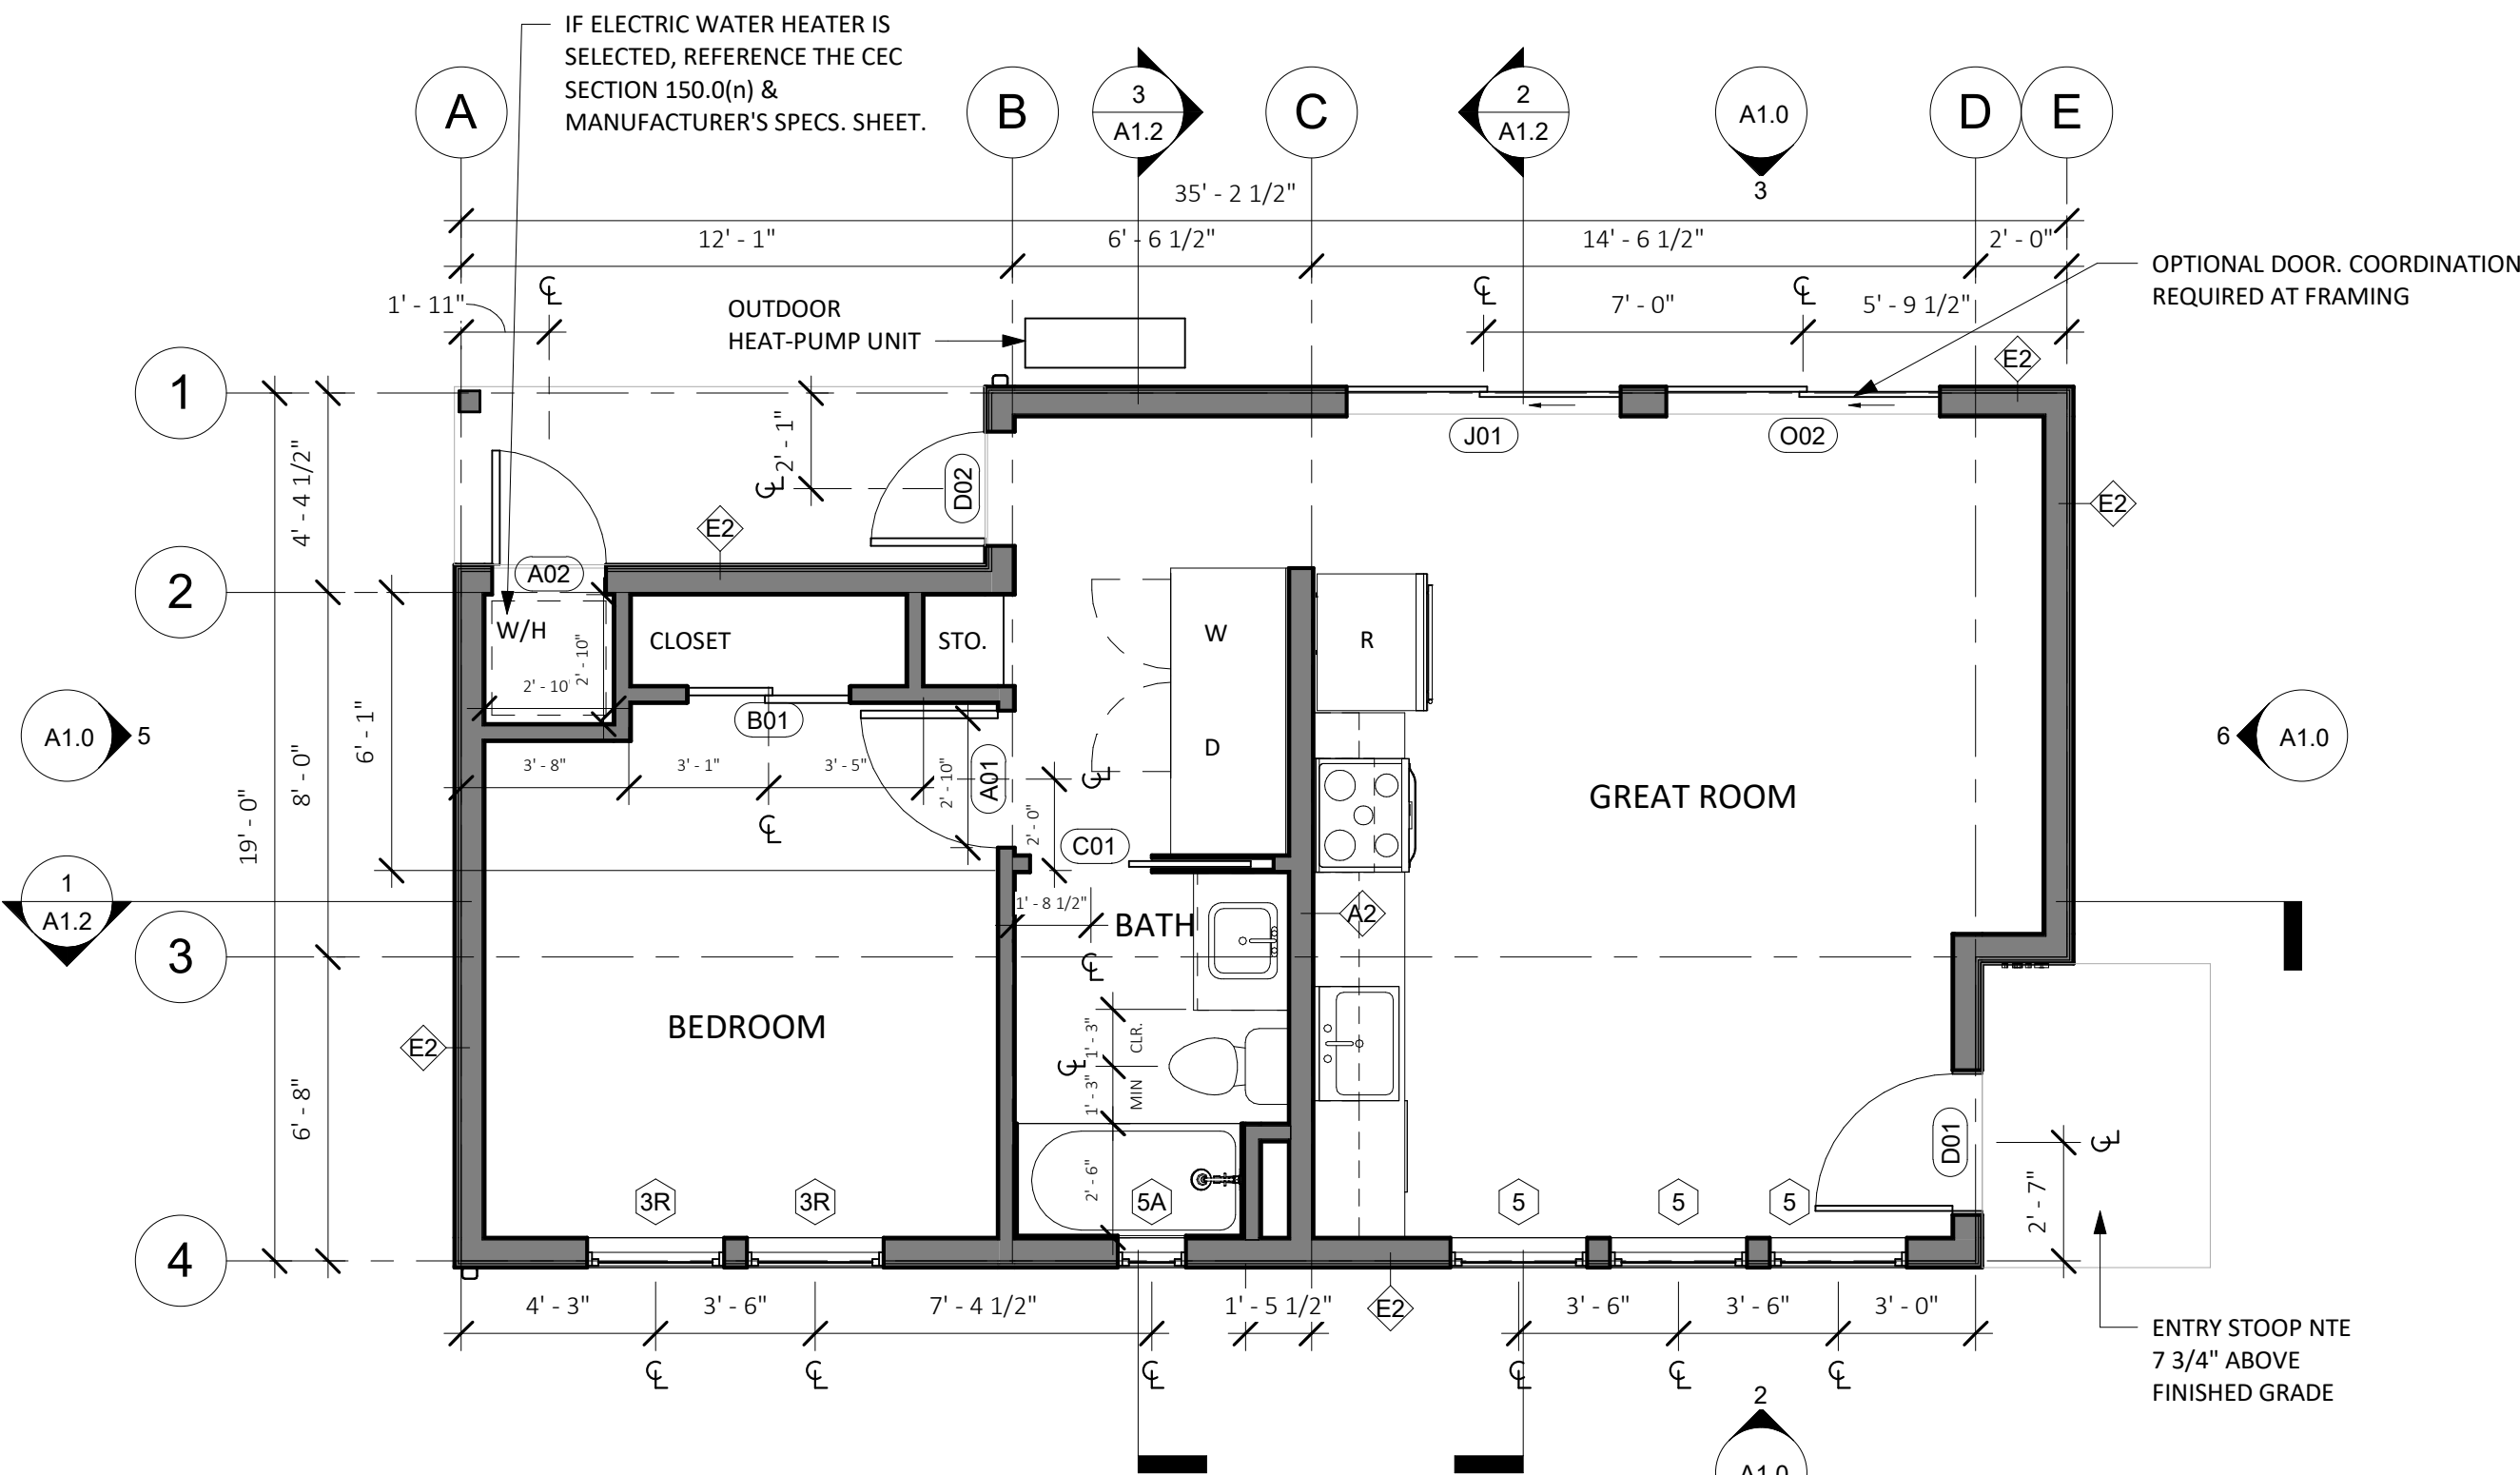 IF ELECTRIC WATER HEATER IS
SELECTED, REFERENCE THE CEC
SECTION 150.0(n) &
MANUFACTURER'S SPECS. SHEET.
A
B
3
A1.2
C
2
A1.2
A1.0
3
D
E
35' - 2 1/2"
12' - 1"
6' - 6 1/2"
14' - 6 1/2"
2' - 0"
OPTIONAL DOOR. COORDINATION
REQUIRED AT FRAMING
1' - 11"
℄
OUTDOOR
HEAT-PUMP UNIT
℄
7' - 0"
℄
5' - 9 1/2"
E2
1
4' - 4 1/2"
2' - 1"
℄
D02
J01
O02
E2
E2
2
A02
W/H
2' - 10"
2' - 10
CLOSET
STO.
W
R
A1.0
5
6' - 1"
B01
D
6
A1.0
3' - 8"
3' - 1"
3' - 5"
2' - 10"
A01
℄
℄
2' - 0"
19' - 0"
8' - 0"
GREAT ROOM
C01
1
A1.2
1' - 8 1/2"
BATH
A2
3
℄
BEDROOM
E2
1' - 3"
CLR.
℄
1' - 3"
MIN
6' - 8"
D01
℄
2' - 6"
3R
3R
5A
5
5
5
2' - 7"
4
4' - 3"
3' - 6"
7' - 4 1/2"
1' - 5 1/2"
E2
3' - 6"
3' - 6"
3' - 0"
℄
℄
℄
℄
℄
℄
ENTRY STOOP NTE
7 3/4" ABOVE
FINISHED GRADE
2
A1.0